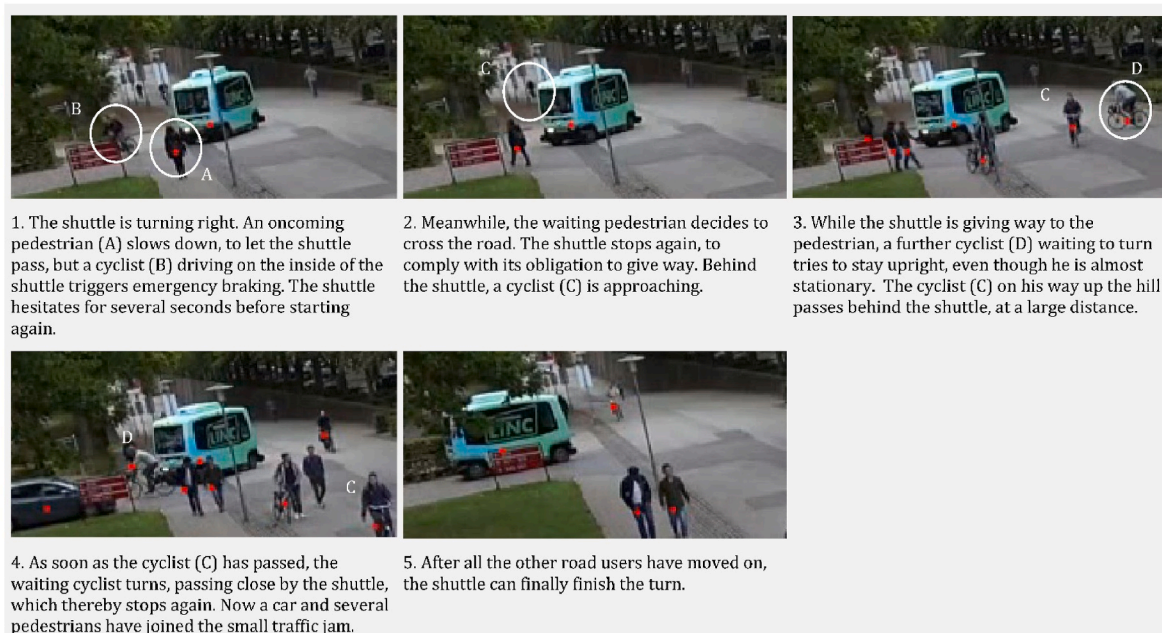 B
A
LINC
1. The shuttle is turning right. An oncoming
pedestrian (A) slows down, to let the shuttle
pass, but a cyclist (B) driving on the inside of the
shuttle triggers emergency braking. The shuttle
hesitates for several seconds before starting
again.
C
LINC
2. Meanwhile, the waiting pedestrian decides to
cross the road. The shuttle stops again, to
comply with its obligation to give way. Behind
the shuttle, a cyclist (C) is approaching.
D
C
LINC
3. While the shuttle is giving way to the
pedestrian, a further cyclist (D) waiting to turn
tries to stay upright, even though he is almost
stationary.  The cyclist (C) on his way up the hill
passes behind the shuttle, at a large distance.
D
LINC
C
4. As soon as the cyclist (C) has passed, the
waiting cyclist turns, passing close by the shuttle,
which thereby stops again. Now a car and several
pedestrians have joined the small traffic jam.
LINC
5. After all the other road users have moved on,
the shuttle can finally finish the turn.